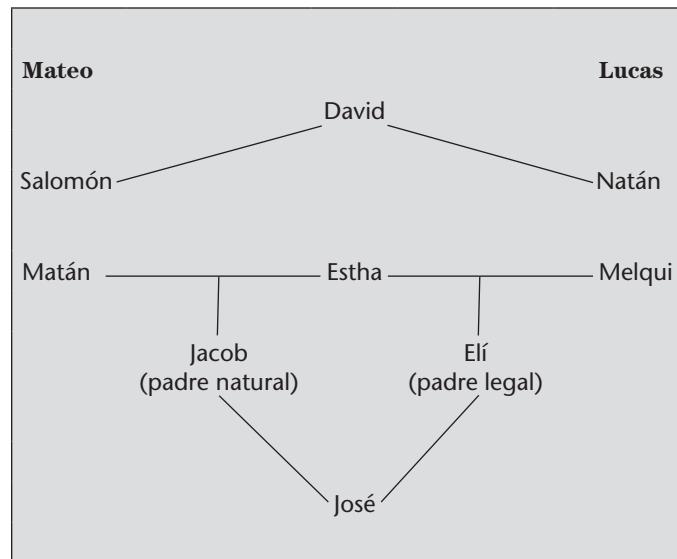 Mateo Lucas
David
Salomón Natán
Matán Estha Melqui
Jacob Elí
(padre natural) (padre legal)
José